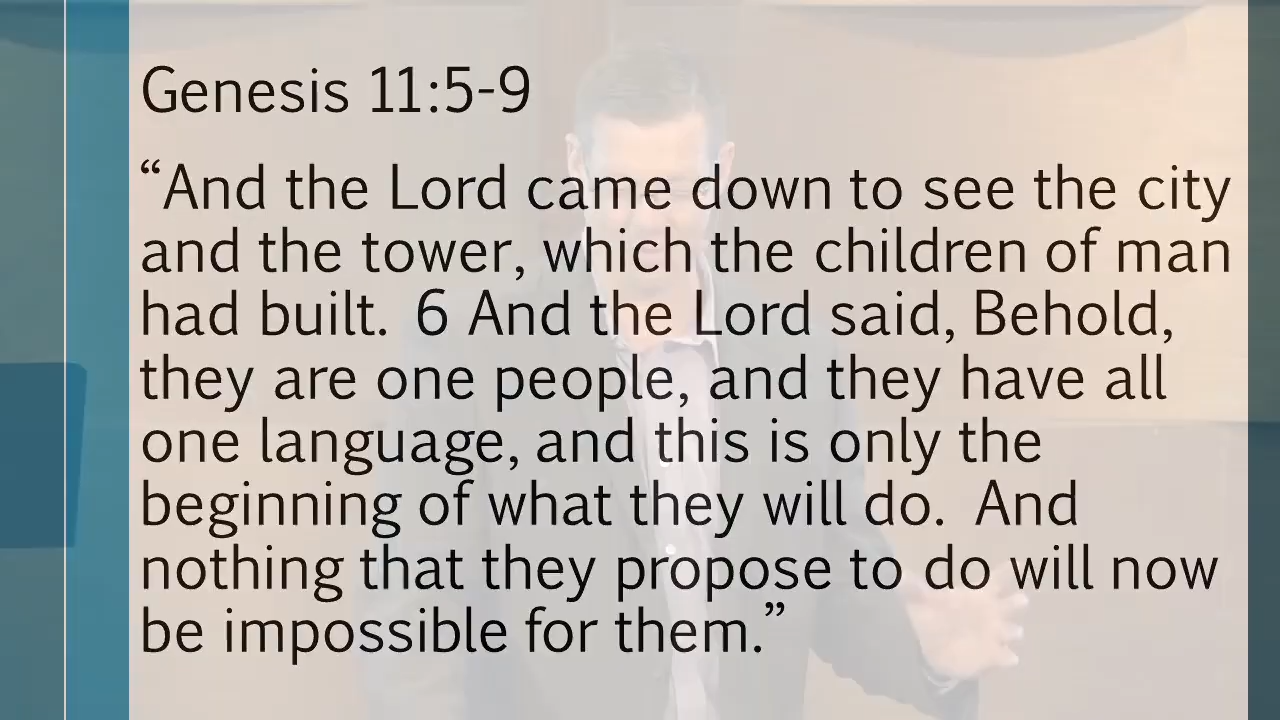 Genesis 11:5-9
“And the Lord came down to see the city
and the tower, which the children of man
had built.  6 And the Lord said, Behold,
they are one people, and they have all
one language, and this is only the
beginning of what they will do.  And
nothing that they propose to do will now
be impossible for them.”